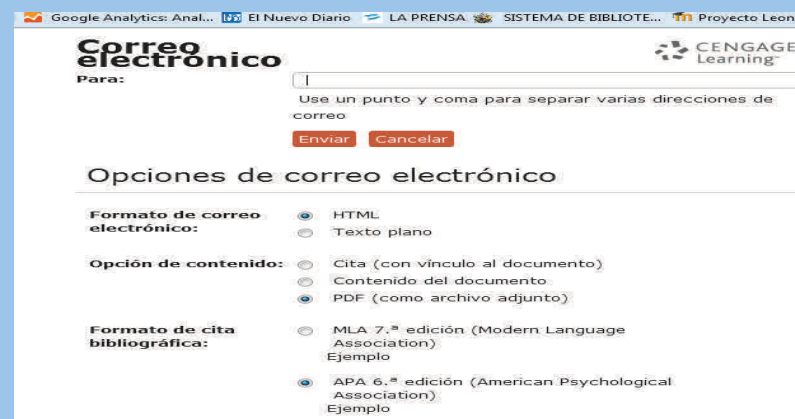 Google Analytics: Anal... El Nuevo Diario LA PRENSA SISTEMA DE BIBLIOTE... Proyecto Leon
Correo
electrónico
CENGAGE
Learning™
Para:
Use un punto y coma para separar varias direcciones de
correo
Enviar Cancelar
Opciones de correo electrónico
Formato de correo
electrónico:
HTML
Texto plano
Opción de contenido:
Cita (con vínculo al documento)
Contenido del documento
PDF (como archivo adjunto)
Formato de cita
bibliográfica:
MLA 7.ª edición (Modern Language
Association)
Ejemplo
APA 6.ª edición (American Psychological
Association)
Ejemplo